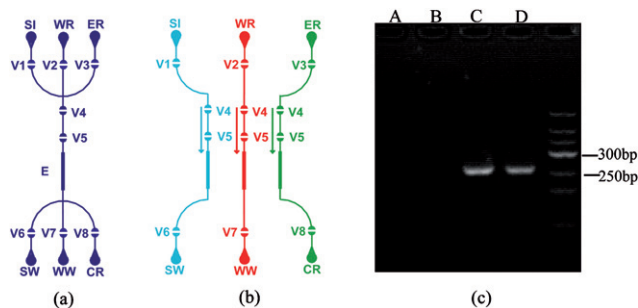 SI WR ER
V1 V2 V3
V4
V5
E
V6 V7 V8
SW WW CR
(a)
SI WR ER
V1 V2 V3
V4 V4 V4
V5 V5 V5
V6 V7 V8
SW WW CR
(b)
A B C D
300bp
250bp
(c)